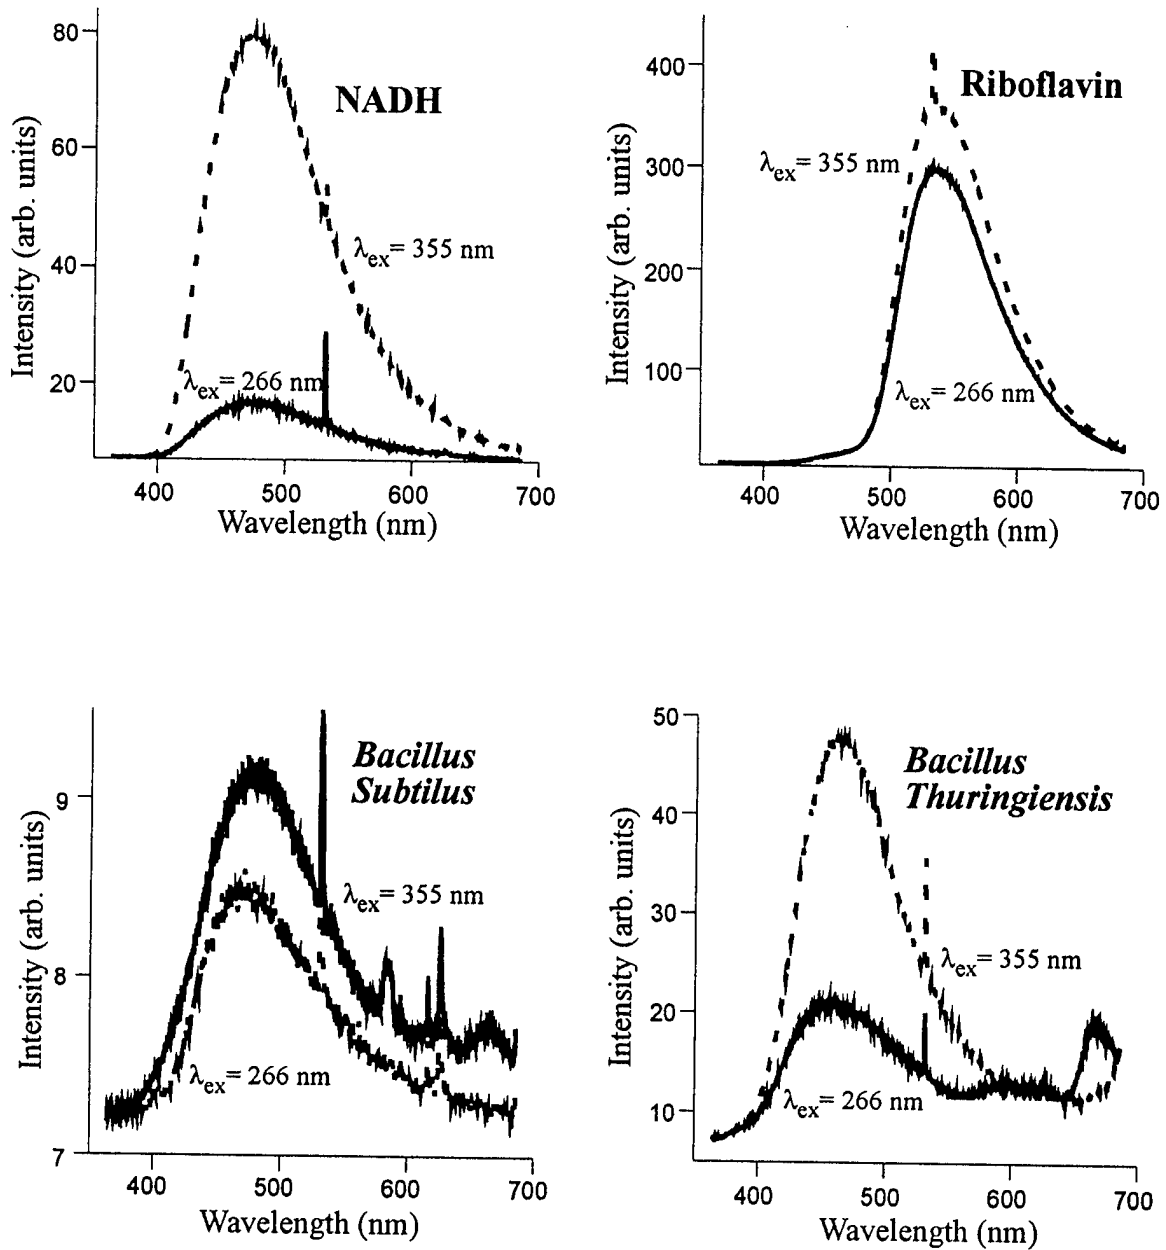 80
60
40
20
400
500
600
700
Intensity (arb. units)
Wavelength (nm)
NADH
λex= 355 nm
λex= 266 nm
400
300
200
100
400
500
600
700
Intensity (arb. units)
Wavelength (nm)
Riboflavin
λex= 355 nm
λex= 266 nm
9
8
7
400
500
600
700
Intensity (arb. units)
Wavelength (nm)
Bacillus
Subtilus
λex= 355 nm
λex= 266 nm
50
40
30
20
10
400
500
600
700
Intensity (arb. units)
Wavelength (nm)
Bacillus
Thuringiensis
λex= 355 nm
λex= 266 nm